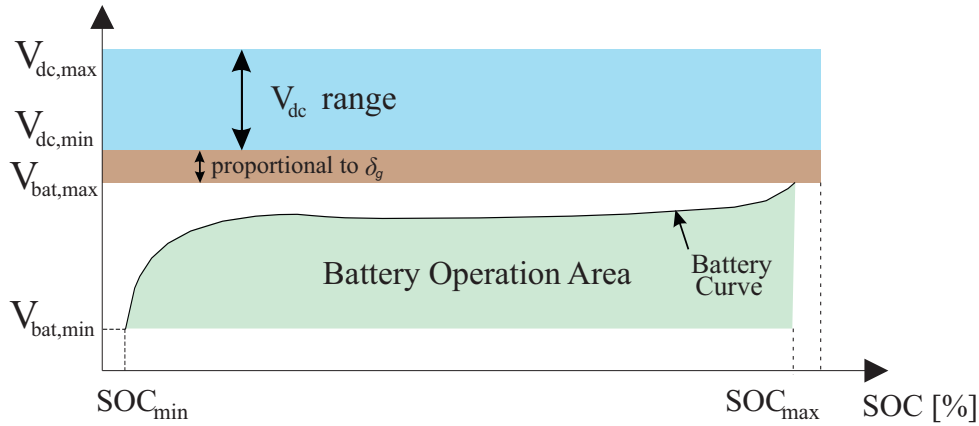 V_dc,max
V_dc range
V_dc,min
proportional to δ_g
V_bat,max
Battery Operation Area
Battery
Curve
V_bat,min
SOC_min
SOC_max
SOC [%]